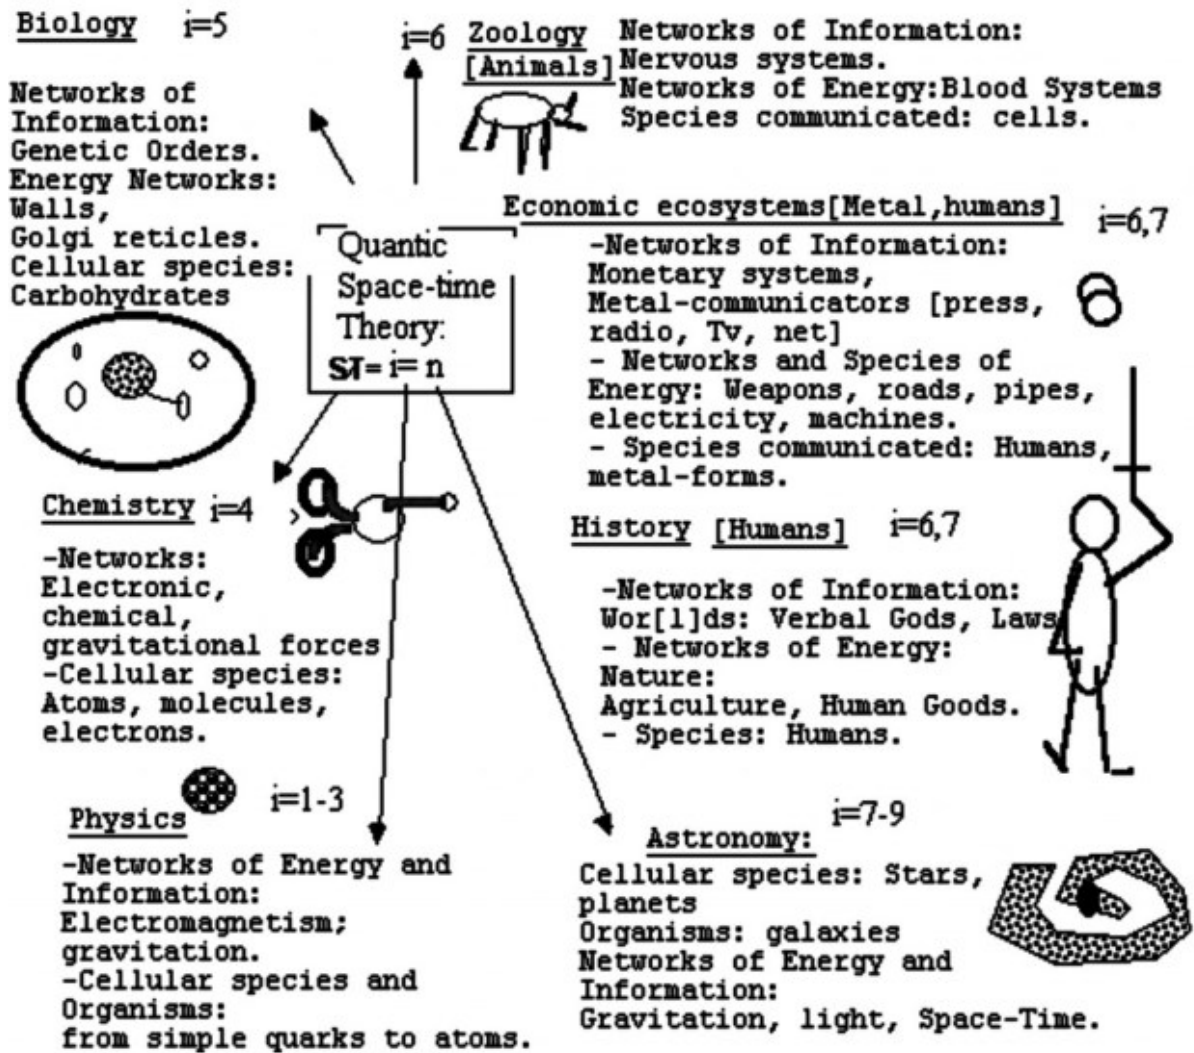 Biology i=5
Networks of
Information:
Genetic Orders.
Energy Networks:
Walls,
Golgi reticles.
Cellular species:
Carbohydrates
i=6 Zoology
[Animals]
Networks of Information:
Nervous systems.
Networks of Energy:Blood Systems
Species communicated: cells.
Quantic
Space-time
Theory:
ST= i= n
Economic ecosystems[Metal,humans] i=6,7
-Networks of Information:
Monetary systems,
Metal-communicators [press,
radio, Tv, net]
- Networks and Species of
Energy: Weapons, roads, pipes,
electricity, machines.
- Species communicated: Humans,
metal-forms.
Chemistry i=4
-Networks:
Electronic,
chemical,
gravitational forces
-Cellular species:
Atoms, molecules,
electrons.
History [Humans] i=6,7
-Networks of Information:
Wor[l]ds: Verbal Gods, Laws
- Networks of Energy:
Nature:
Agriculture, Human Goods.
- Species: Humans.
Physics i=1-3
-Networks of Energy and
Information:
Electromagnetism;
gravitation.
-Cellular species and
Organisms:
from simple quarks to atoms.
i=7-9
Astronomy:
Cellular species: Stars,
planets
Organisms: galaxies
Networks of Energy and
Information:
Gravitation, light, Space-Time.